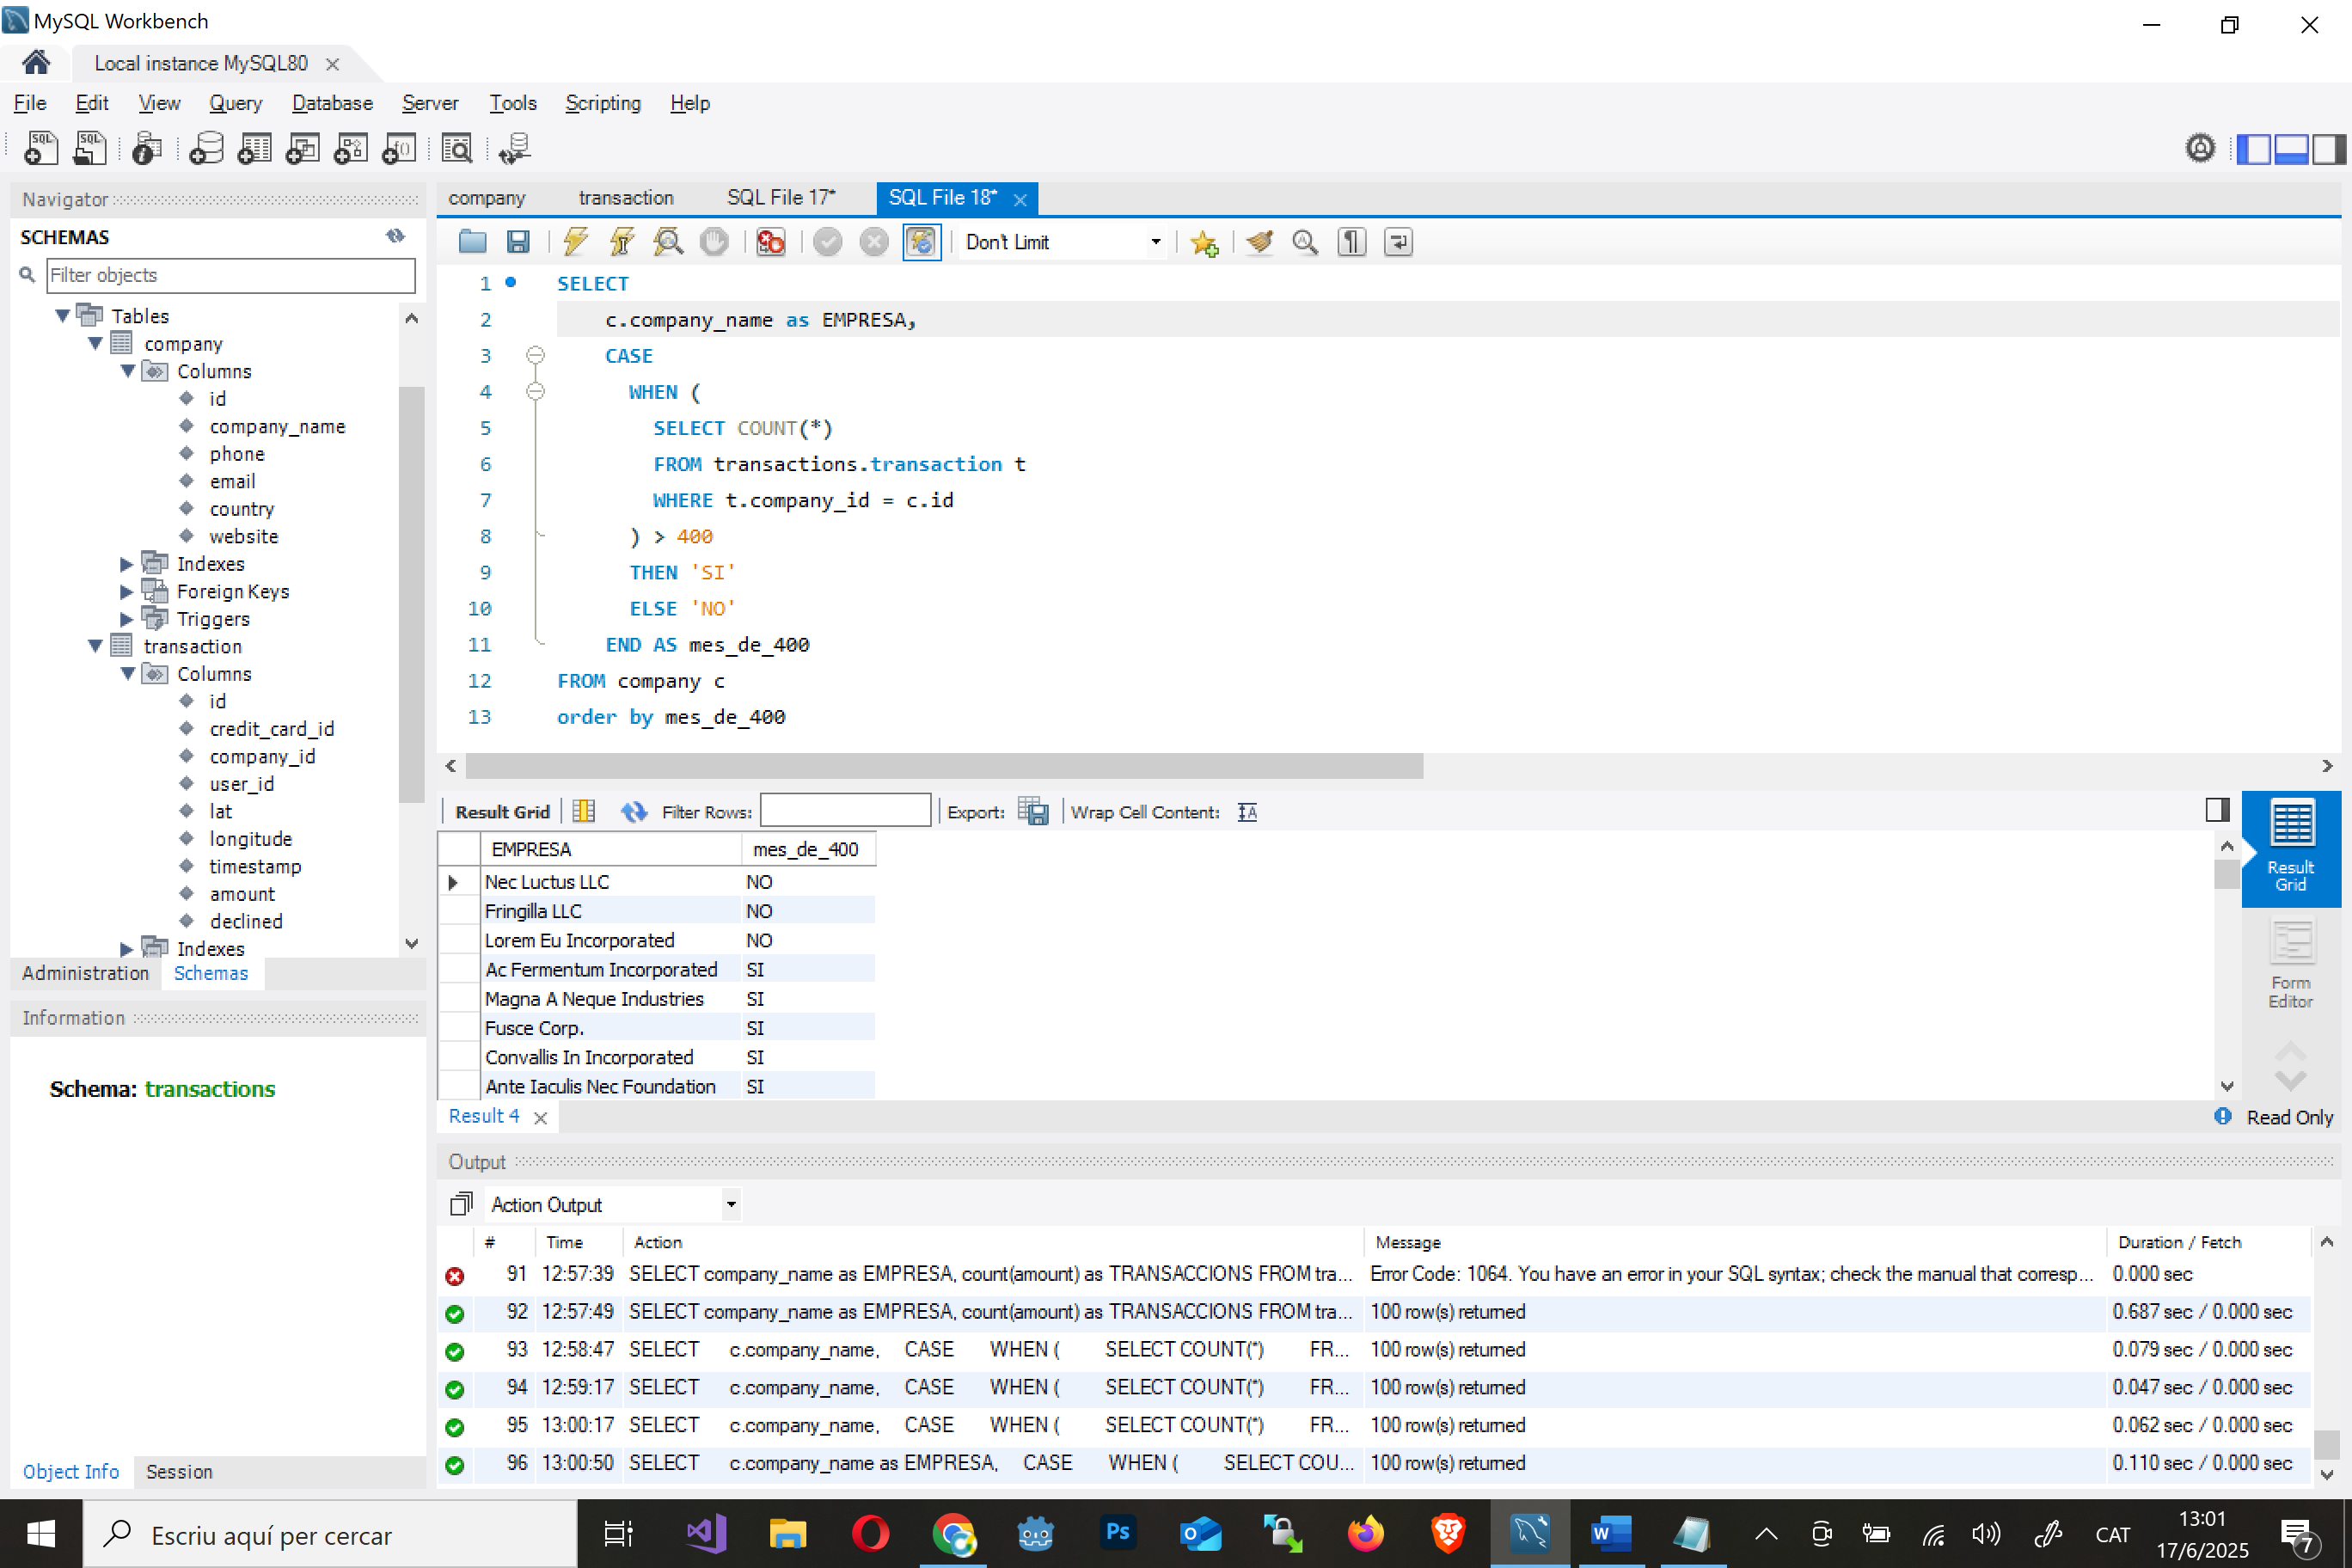 MySQL Workbench
Local instance MySQL80
File Edit View Query Database Server Tools Scripting Help
Navigator
SCHEMAS
Filter objects
Tables
company
Columns
id
company_name
phone
email
country
website
Indexes
Foreign Keys
Triggers
transaction
Columns
id
credit_card_id
company_id
user_id
lat
longitude
timestamp
amount
declined
Indexes
Administration Schemas
Information
Schema: transactions
Object Info Session
company transaction SQL File 17* SQL File 18*
Don't Limit
1 SELECT
2 c.company_name as EMPRESA,
3 CASE
4 WHEN (
5 SELECT COUNT(*)
6 FROM transactions.transaction t
7 WHERE t.company_id = c.id
8 ) > 400
9 THEN 'SI'
10 ELSE 'NO'
11 END AS mes_de_400
12 FROM company c
13 order by mes_de_400
Result Grid Filter Rows: Export: Wrap Cell Content:
EMPRESA mes_de_400
Nec Luctus LLC NO
Fringilla LLC NO
Lorem Eu Incorporated NO
Ac Fermentum Incorporated SI
Magna A Neque Industries SI
Fusce Corp. SI
Convallis In Incorporated SI
Ante Iaculis Nec Foundation SI
Result Grid
Form Editor
Result 4
Read Only
Output
Action Output
# Time Action Message Duration / Fetch
91 12:57:39 SELECT company_name as EMPRESA, count(amount) as TRANSACCIONS FROM tra... Error Code: 1064. You have an error in your SQL syntax; check the manual that corresp... 0.000 sec
92 12:57:49 SELECT company_name as EMPRESA, count(amount) as TRANSACCIONS FROM tra... 100 row(s) returned 0.687 sec / 0.000 sec
93 12:58:47 SELECT c.company_name, CASE WHEN ( SELECT COUNT(*) FR... 100 row(s) returned 0.079 sec / 0.000 sec
94 12:59:17 SELECT c.company_name, CASE WHEN ( SELECT COUNT(*) FR... 100 row(s) returned 0.047 sec / 0.000 sec
95 13:00:17 SELECT c.company_name, CASE WHEN ( SELECT COUNT(*) FR... 100 row(s) returned 0.062 sec / 0.000 sec
96 13:00:50 SELECT c.company_name as EMPRESA, CASE WHEN ( SELECT COU... 100 row(s) returned 0.110 sec / 0.000 sec
Escriu aquí per cercar
CAT
13:01
17/6/2025
7